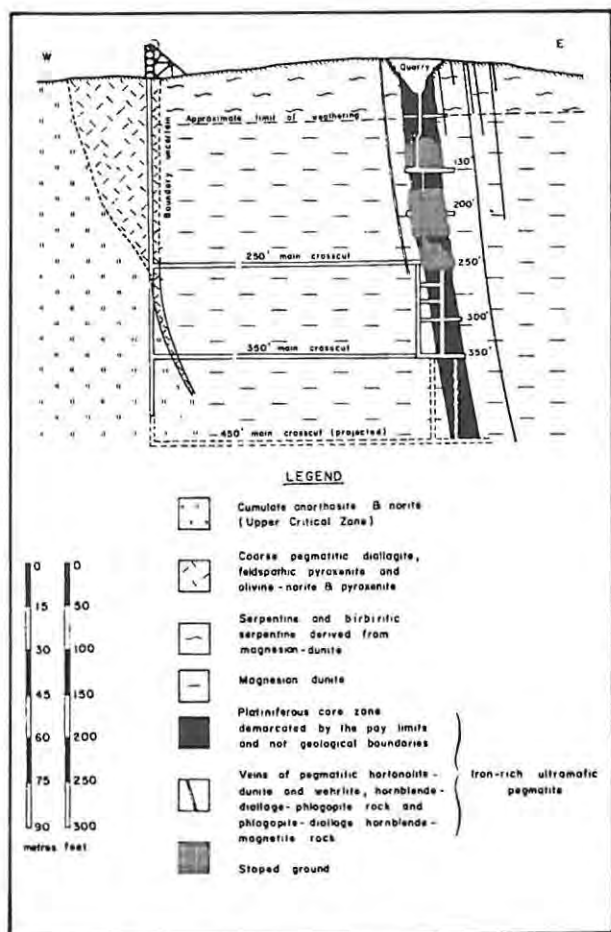 W
E
Quarry
Approximate limit of weathering
Boundary uncertain
130'
200'
250' main crosscut
250'
300'
350' main crosscut
350'
450' main crosscut (projected)
LEGEND
Cumulate anorthosite & norite
(Upper Critical Zone)
Coarse pegmatitic diallagite,
feldspathic pyroxenite and
olivine-norite & pyroxenite
Serpentine and birbiritic
serpentine derived from
magnesian-dunite
Magnesian dunite
Platiniferous core zone
demarcated by the pay limits
and not geological boundaries
Veins of pegmatitic hortonolite-
dunite and wehrlite, hornblende-
diallage-phlogopite rock and
phlogopite-diallage hornblende-
magnetite rock
Iron-rich ultramafic
pegmatite
Stoped ground
0 0
15 50
30 100
45 150
60 200
75 250
90 300
metres feet